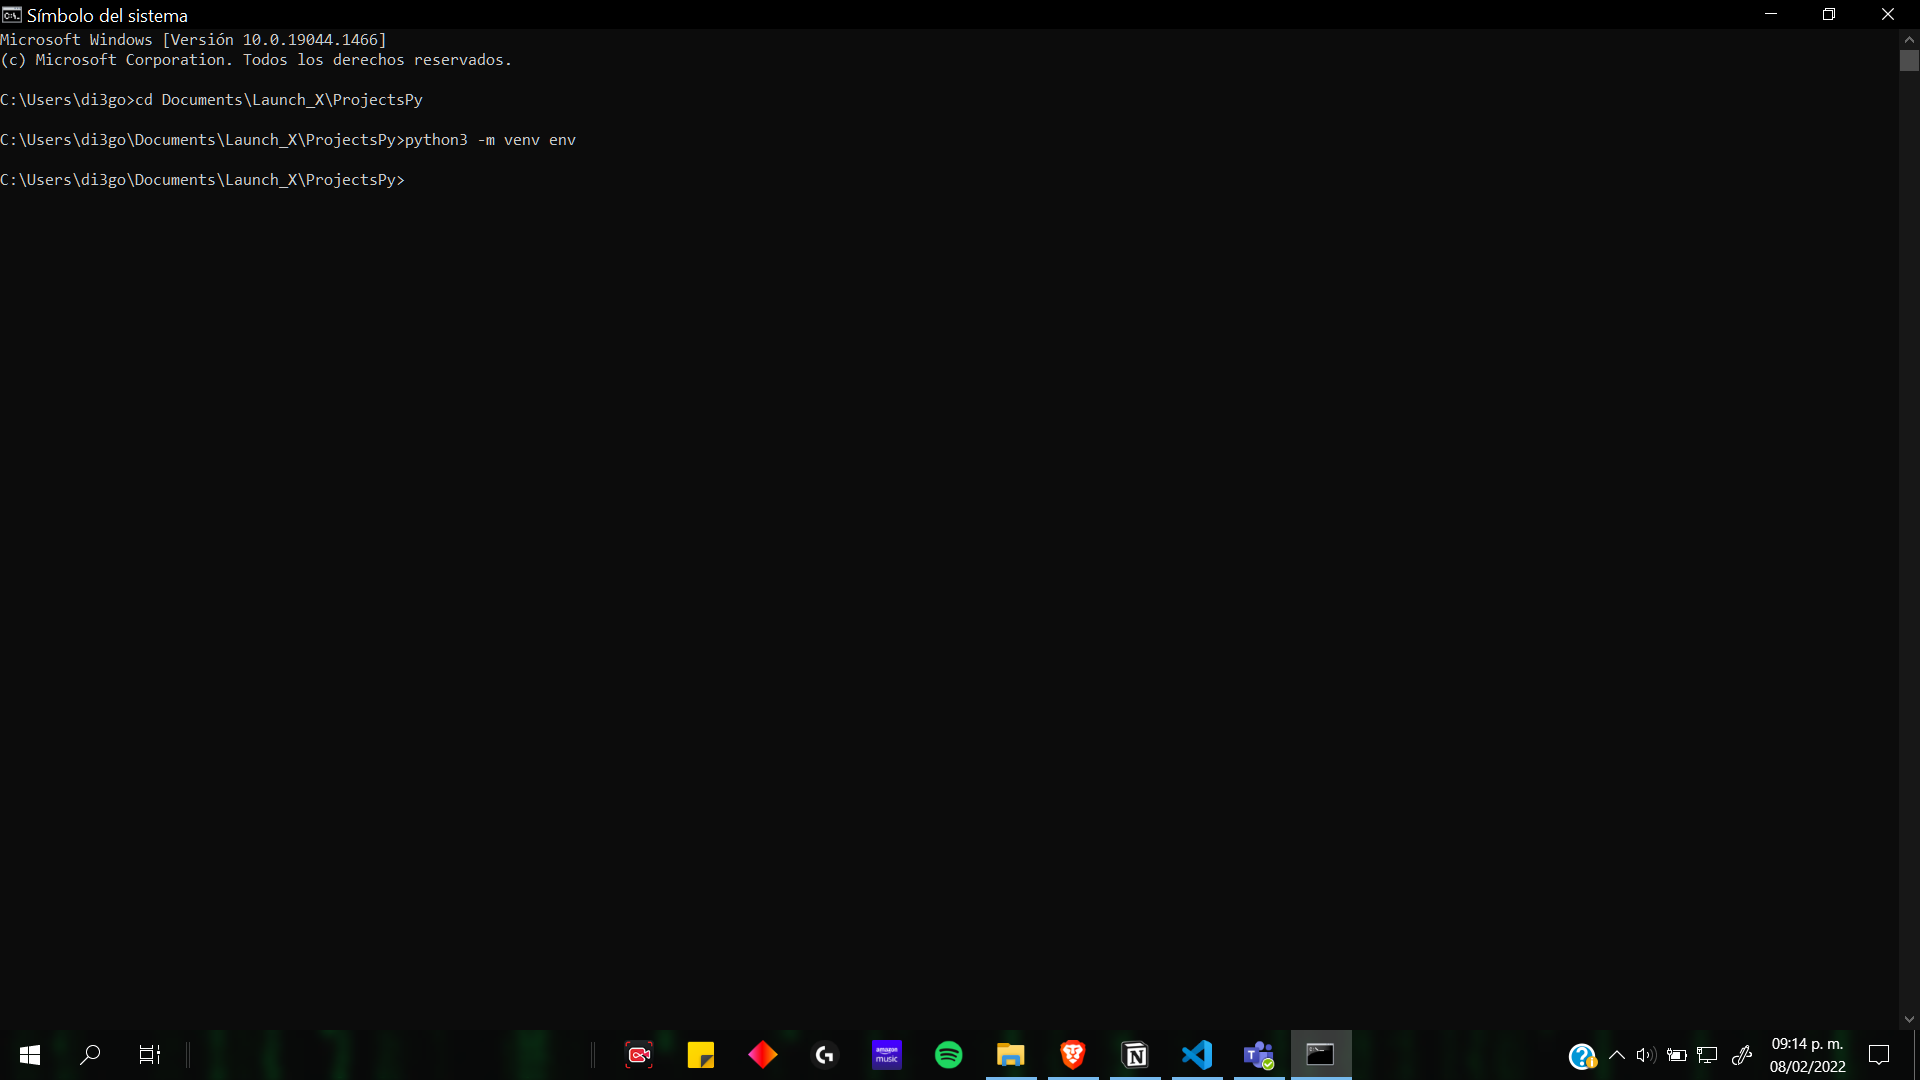 Símbolo del sistema
Microsoft Windows [Versión 10.0.19044.1466]
(c) Microsoft Corporation. Todos los derechos reservados.
C:\Users\di3go>cd Documents\Launch_X\ProjectsPy
C:\Users\di3go\Documents\Launch_X\ProjectsPy>python3 -m venv env
C:\Users\di3go\Documents\Launch_X\ProjectsPy>
amazon music
09:14 p. m.
08/02/2022